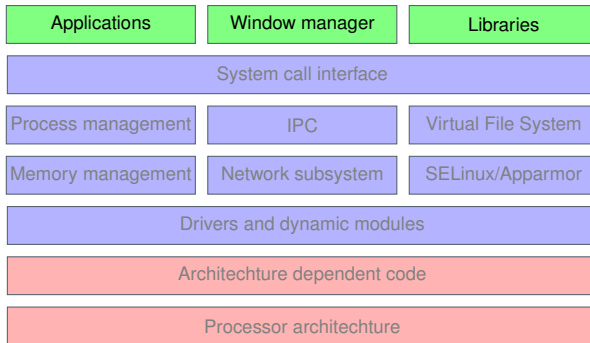 Applications Window manager Libraries
System call interface
Process management IPC Virtual File System
Memory management Network subsystem SELinux/Apparmor
Drivers and dynamic modules
Architechture dependent code
Processor architechture